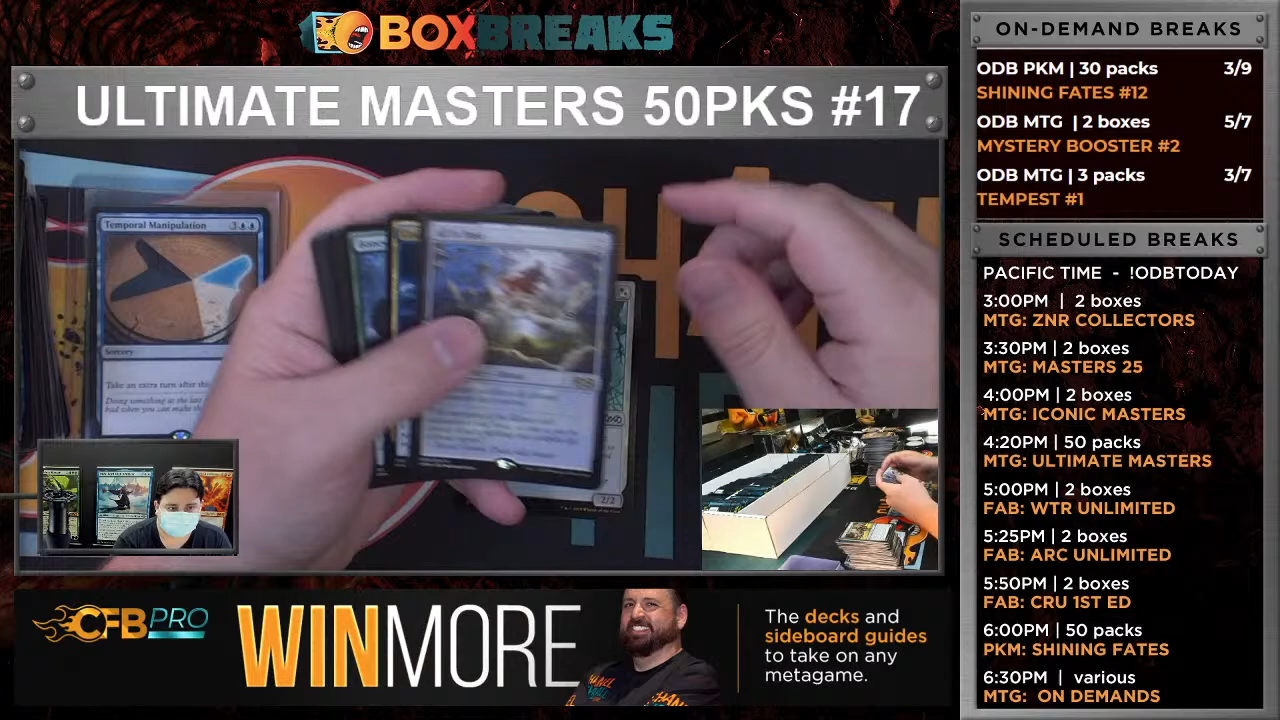 BOXBREAKS
ULTIMATE MASTERS 50PKS #17
Temporal Manipulation 3
Sorcery
Take an extra turn after this
2/2
CFBPRO
WINMORE
The decks and
sideboard guides
to take on any
metagame.
ON-DEMAND BREAKS
ODB PKM | 30 packs 3/9
SHINING FATES #12
ODB MTG | 2 boxes 5/7
MYSTERY BOOSTER #2
ODB MTG | 3 packs 3/7
TEMPEST #1
SCHEDULED BREAKS
PACIFIC TIME - !ODBTODAY
3:00PM | 2 boxes
MTG: ZNR COLLECTORS
3:30PM | 2 boxes
MTG: MASTERS 25
4:00PM | 2 boxes
MTG: ICONIC MASTERS
4:20PM | 50 packs
MTG: ULTIMATE MASTERS
5:00PM | 2 boxes
FAB: WTR UNLIMITED
5:25PM | 2 boxes
FAB: ARC UNLIMITED
5:50PM | 2 boxes
FAB: CRU 1ST ED
6:00PM | 50 packs
PKM: SHINING FATES
6:30PM | various
MTG: ON DEMANDS